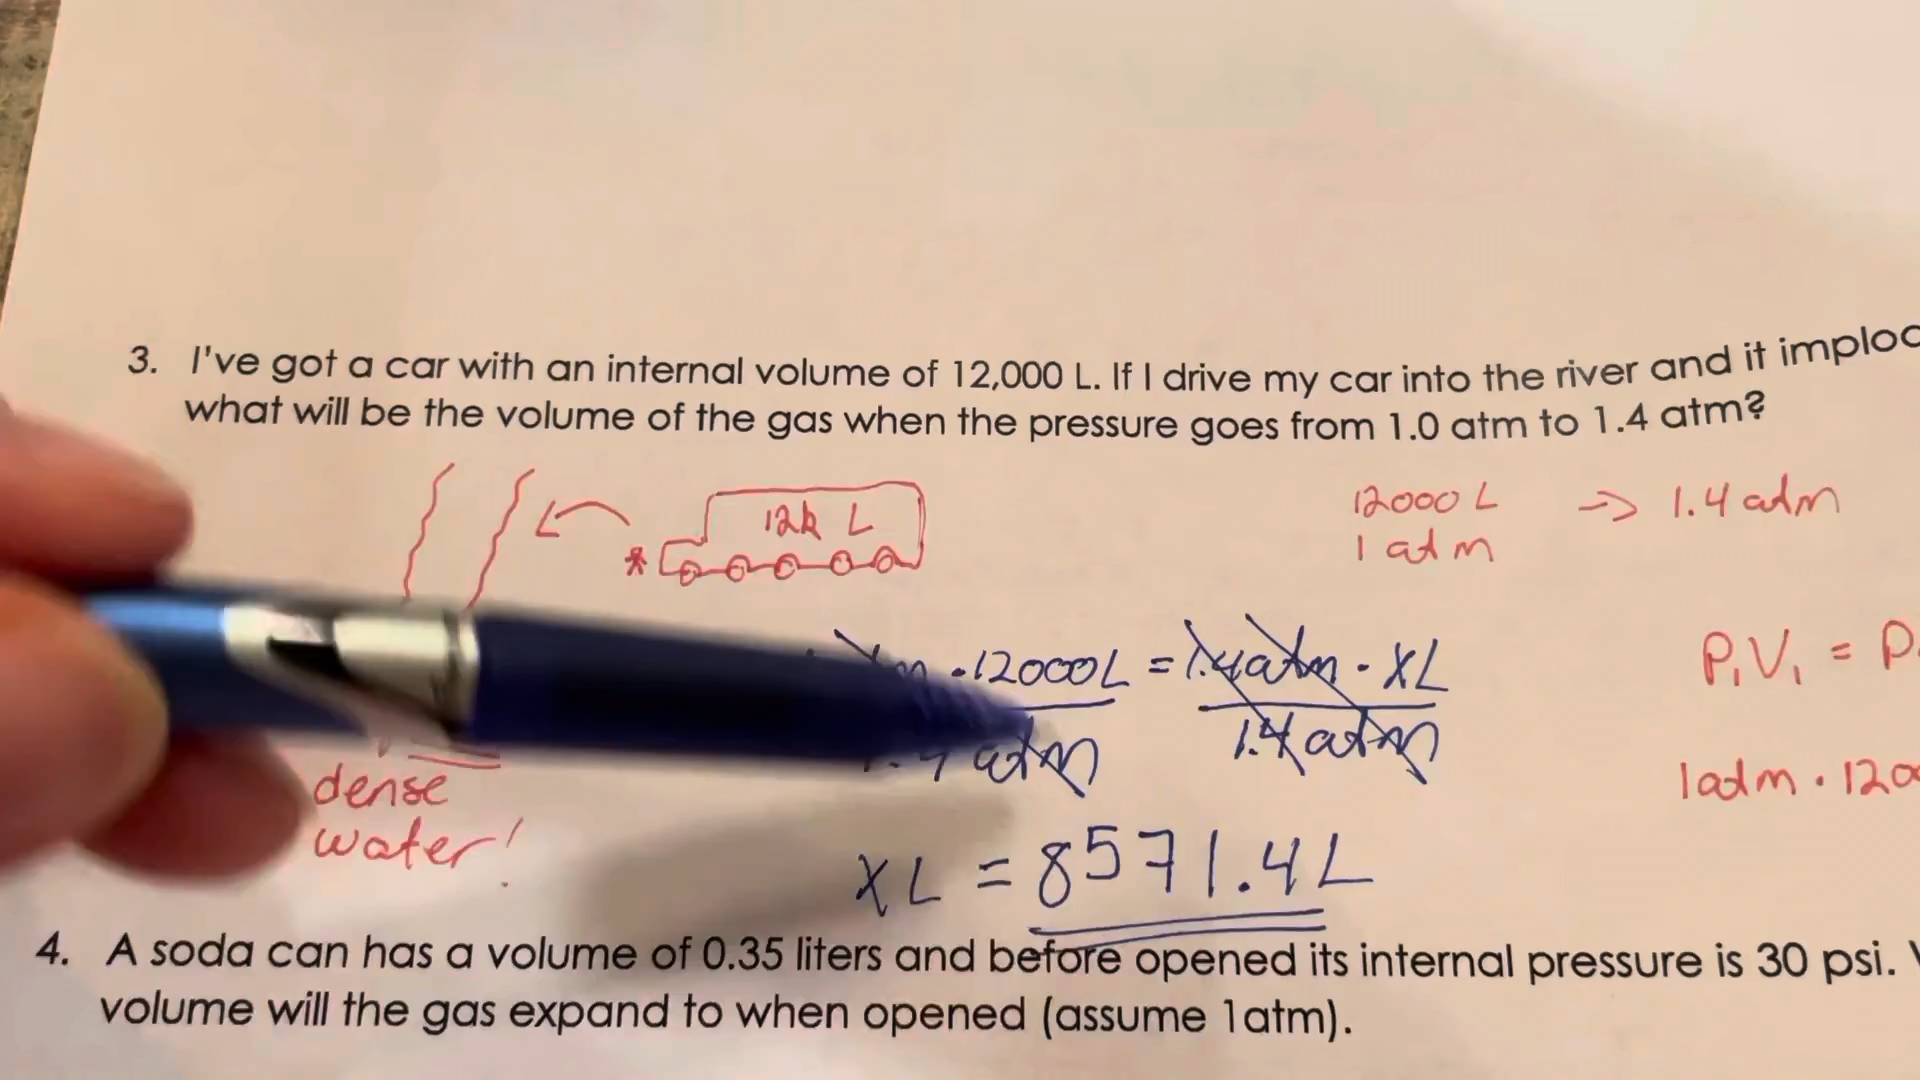 3. I've got a car with an internal volume of 12,000 L. If I drive my car into the river and it
what will be the volume of the gas when the pressure goes from 1.0 atm to 1.4 atm?
12k L
12000 L → 1.4 atm
1 atm
·12000L = 1.4atm · XL
atm 1.4 atm
P₁V₁ = P
1atm ·
dense
water!
XL = 8571.4L
4. A soda can has a volume of 0.35 liters and before opened its internal pressure is 30 psi.
volume will the gas expand to when opened (assume 1atm).